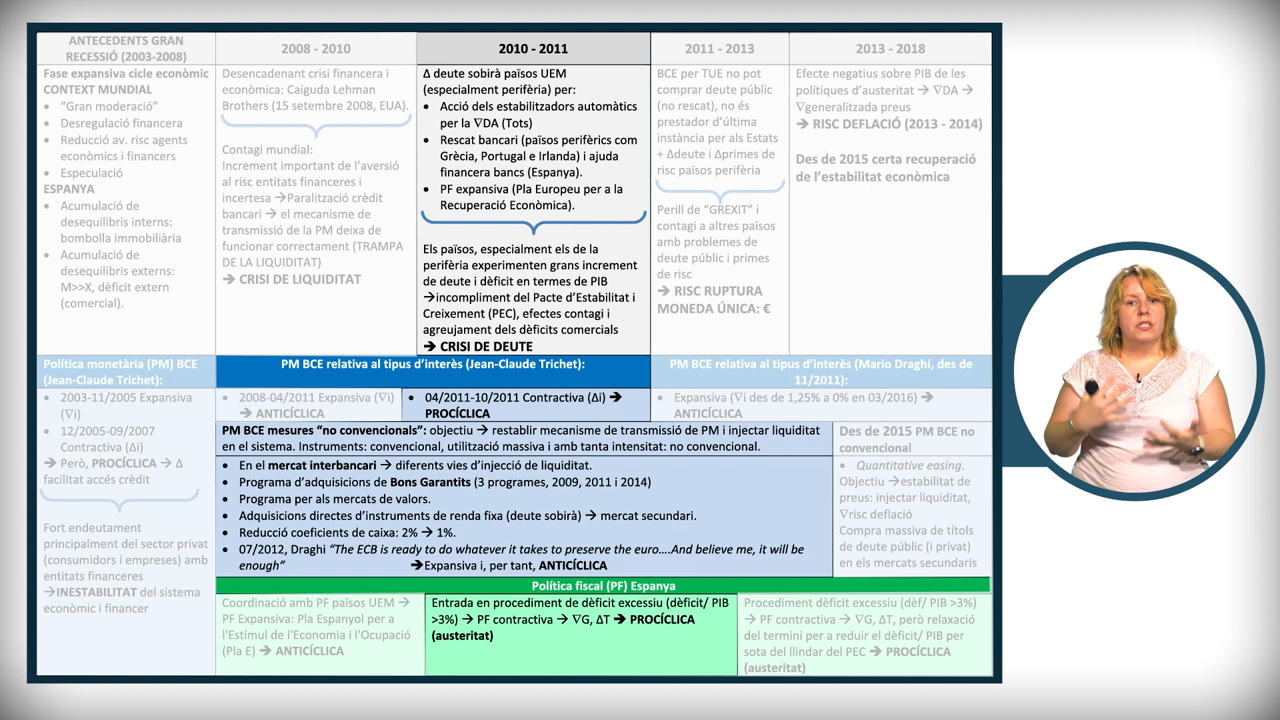 ANTECEDENTS GRAN
RECESSIÓ (2003-2008)
2008 - 2010
2010 - 2011
2011 - 2013
2013 - 2018
Fase expansiva cicle econòmic
CONTEXT MUNDIAL
• “Gran moderació”
• Desregulació financera
• Reducció av. risc agents
econòmics i financers
• Especulació
ESPANYA
• Acumulació de
desequilibris interns:
bombolla immobiliària
• Acumulació de
desequilibris externs:
M>>X, dèficit extern
(comercial).
Desencadenant crisi financera i
econòmica: Caiguda Lehman
Brothers (15 setembre 2008, EUA).
Contagi mundial:
Increment important de l’aversió
al risc entitats financeres i
incertesa →Paralització crèdit
bancari → el mecanisme de
transmissió de la PM deixa de
funcionar correctament (TRAMPA
DE LA LIQUIDITAT)
➔ CRISI DE LIQUIDITAT
Δ deute sobirà països UEM
(especialment perifèria) per:
• Acció dels estabilitzadors automàtics
per la ∇DA (Tots)
• Rescat bancari (països perifèrics com
Grècia, Portugal e Irlanda) i ajuda
financera bancs (Espanya).
• PF expansiva (Pla Europeu per a la
Recuperació Econòmica).
Els països, especialment els de la
perifèria experimenten grans increment
de deute i dèficit en termes de PIB
→incompliment del Pacte d’Estabilitat i
Creixement (PEC), efectes contagi i
agreujament dels dèficits comercials
➔ CRISI DE DEUTE
BCE per TUE no pot
comprar deute públic
(no rescat), no és
prestador d’última
instància per als Estats
+ Δdeute i Δprimes de
risc països perifèria
Perill de “GREXIT” i
contagi a altres països
amb problemes de
deute públic i primes
de risc
➔ RISC RUPTURA
MONEDA ÚNICA: €
Efecte negatius sobre PIB de les
polítiques d’austeritat → ∇DA →
∇generalitzada preus
➔ RISC DEFLACIÓ (2013 - 2014)
Des de 2015 certa recuperació
de l’estabilitat econòmica
Política monetària (PM) BCE
(Jean-Claude Trichet):
PM BCE relativa al tipus d’interès (Jean-Claude Trichet):
PM BCE relativa al tipus d’interès (Mario Draghi, des de
11/2011):
• 2003-11/2005 Expansiva
(∇i)
• 12/2005-09/2007
Contractiva (Δi)
➔ Però, PROCÍCLICA → Δ
facilitat accés crèdit
Fort endeutament
principalment del sector privat
(consumidors i empreses) amb
entitats financeres
→INESTABILITAT del sistema
econòmic i financer
• 2008-04/2011 Expansiva (∇i)
➔ ANTICÍCLICA
• 04/2011-10/2011 Contractiva (Δi) ➔
PROCÍCLICA
• Expansiva (∇i des de 1,25% a 0% en 03/2016) ➔
ANTICÍCLICA
PM BCE mesures “no convencionals”: objectiu → restablir mecanisme de transmissió de PM i injectar liquiditat
en el sistema. Instruments: convencional, utilització massiva i amb tanta intensitat: no convencional.
• En el mercat interbancari → diferents vies d’injecció de liquiditat.
• Programa d’adquisicions de Bons Garantits (3 programes, 2009, 2011 i 2014)
• Programa per als mercats de valors.
• Adquisicions directes d’instruments de renda fixa (deute sobirà) → mercat secundari.
• Reducció coeficients de caixa: 2% → 1%.
• 07/2012, Draghi “The ECB is ready to do whatever it takes to preserve the euro….And believe me, it will be
enough” ➔Expansiva i, per tant, ANTICÍCLICA
Des de 2015 PM BCE no
convencional
• Quantitative easing.
Objectiu →estabilitat de
preus: injectar liquiditat,
∇risc deflació
Compra massiva de títols
de deute públic (i privat)
en els mercats secundaris
Política fiscal (PF) Espanya
Coordinació amb PF països UEM →
PF Expansiva: Pla Espanyol per a
l'Estímul de l'Economia i l'Ocupació
(Pla E) ➔ ANTICÍCLICA
Entrada en procediment de dèficit excessiu (dèficit/ PIB
>3%) → PF contractiva → ∇G, ΔT ➔ PROCÍCLICA
(austeritat)
Procediment dèficit excessiu (dèf/ PIB >3%)
→ PF contractiva → ∇G, ΔT, però relaxació
del termini per a reduir el dèficit/ PIB per
sota del llindar del PEC ➔ PROCÍCLICA
(austeritat)